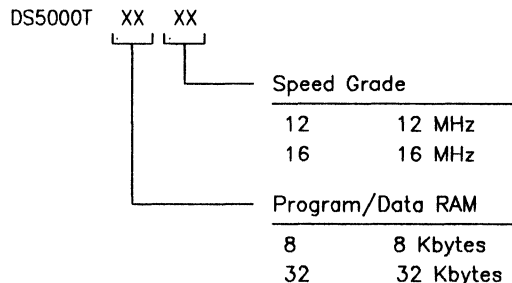 DS5000T XX XX
Speed Grade
12 12 MHz
16 16 MHz
Program/Data RAM
8 8 Kbytes
32 32 Kbytes